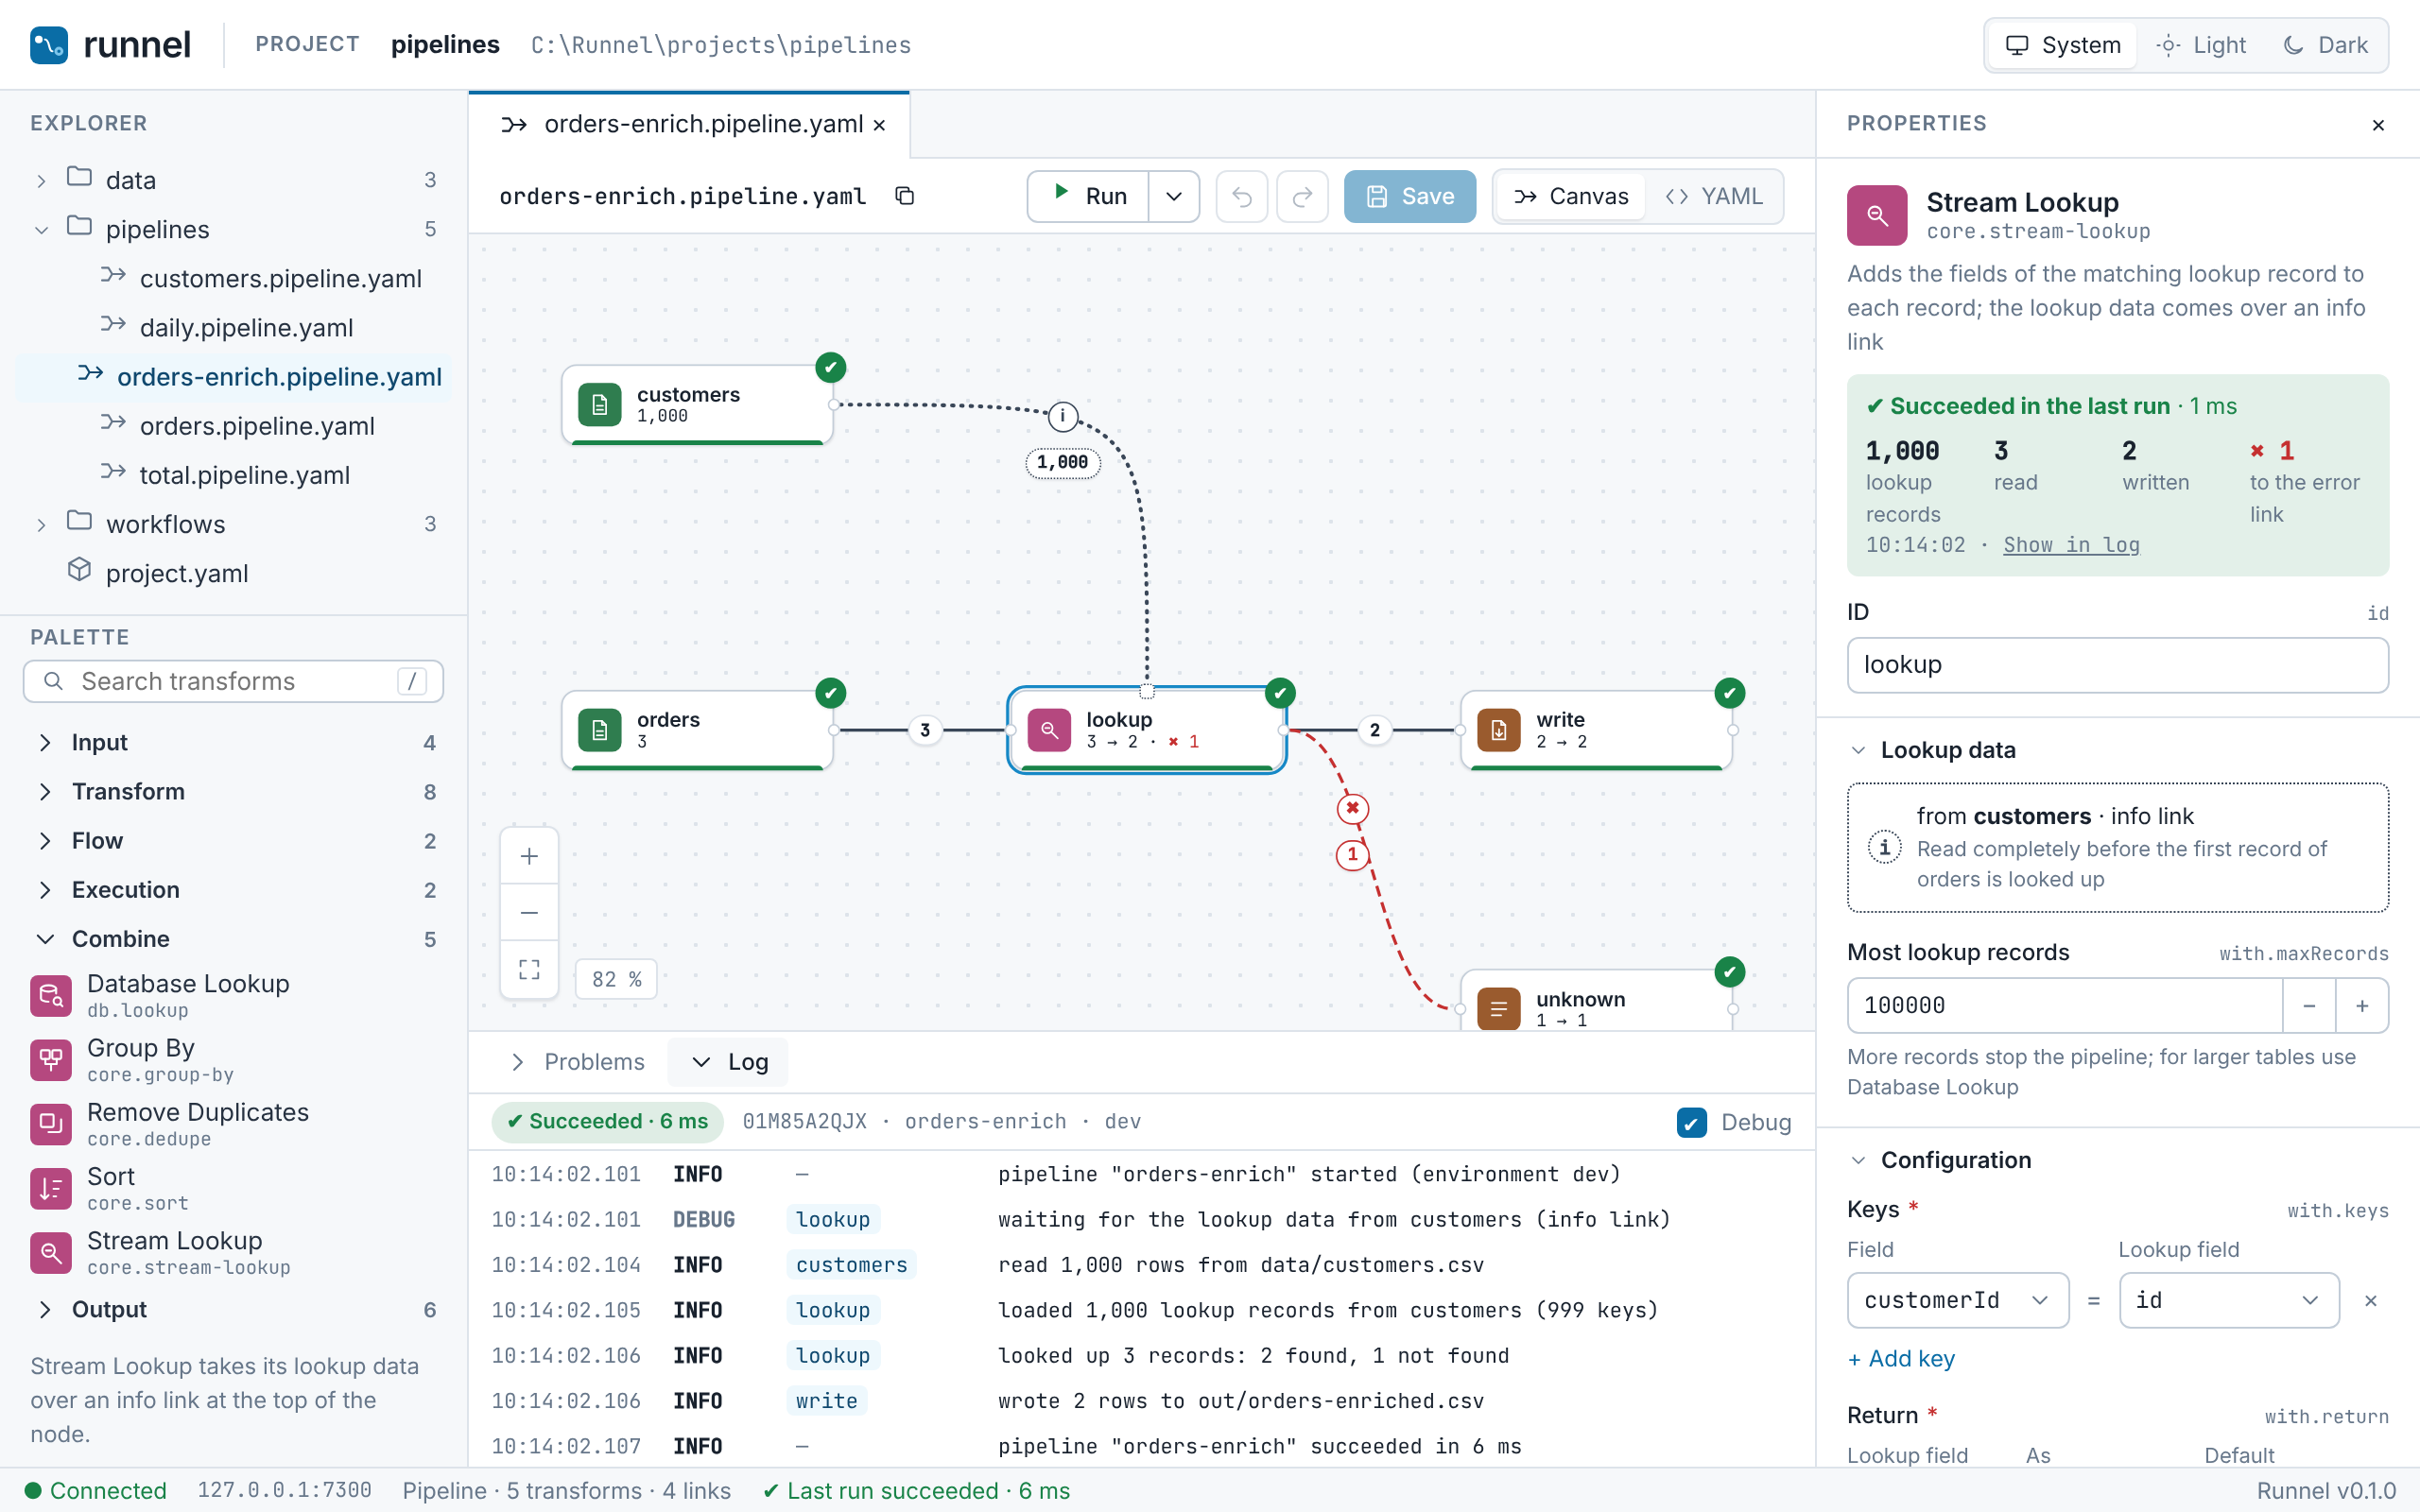 runnel
PROJECT pipelines C:\Runnel\projects\pipelines
System Light Dark
EXPLORER
data 3
pipelines 5
customers.pipeline.yaml
daily.pipeline.yaml
orders-enrich.pipeline.yaml
orders.pipeline.yaml
total.pipeline.yaml
workflows 3
project.yaml
PALETTE
Search transforms /
Input 4
Transform 8
Flow 2
Execution 2
Combine 5
Database Lookup
db.lookup
Group By
core.group-by
Remove Duplicates
core.dedupe
Sort
core.sort
Stream Lookup
core.stream-lookup
Output 6
Stream Lookup takes its lookup data
over an info link at the top of the
node.
orders-enrich.pipeline.yaml ×
orders-enrich.pipeline.yaml
Run Save Canvas YAML
customers
1,000
i
1,000
orders
3
3
lookup
3 → 2 · ✖ 1
2
write
2 → 2
✖
1
unknown
1 → 1
+
−
82 %
Problems Log
✔ Succeeded · 6 ms 01M85A2QJX · orders-enrich · dev ✔ Debug
10:14:02.101 INFO – pipeline "orders-enrich" started (environment dev)
10:14:02.101 DEBUG lookup waiting for the lookup data from customers (info link)
10:14:02.104 INFO customers read 1,000 rows from data/customers.csv
10:14:02.105 INFO lookup loaded 1,000 lookup records from customers (999 keys)
10:14:02.106 INFO lookup looked up 3 records: 2 found, 1 not found
10:14:02.106 INFO write wrote 2 rows to out/orders-enriched.csv
10:14:02.107 INFO – pipeline "orders-enrich" succeeded in 6 ms
PROPERTIES ×
Stream Lookup
core.stream-lookup
Adds the fields of the matching lookup record to
each record; the lookup data comes over an info
link
✔ Succeeded in the last run · 1 ms
1,000 3 2 ✖ 1
lookup read written to the error
records link
10:14:02 · Show in log
ID id
lookup
Lookup data
from customers · info link
i
Read completely before the first record of
orders is looked up
Most lookup records with.maxRecords
100000 − +
More records stop the pipeline; for larger tables use
Database Lookup
Configuration
Keys * with.keys
Field Lookup field
customerId = id ×
+ Add key
Return * with.return
Lookup field As Default
Connected 127.0.0.1:7300 Pipeline · 5 transforms · 4 links ✔ Last run succeeded · 6 ms Runnel v0.1.0